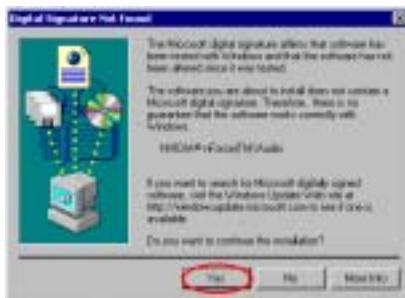 Digital Signature Not Found
The Microsoft digital signature affirms that software has
been tested with Windows and that the software has not
been altered since it was tested.
The software you are about to install does not contain a
Microsoft digital signature. Therefore, there is no
guarantee that this software works correctly with
Windows.
Audio
If you want to search for Microsoft digitally signed
software, visit the Windows Update Web site at
http://windowsupdate.microsoft.com to see if one is
available.
Do you want to continue the installation?
Yes No More Info